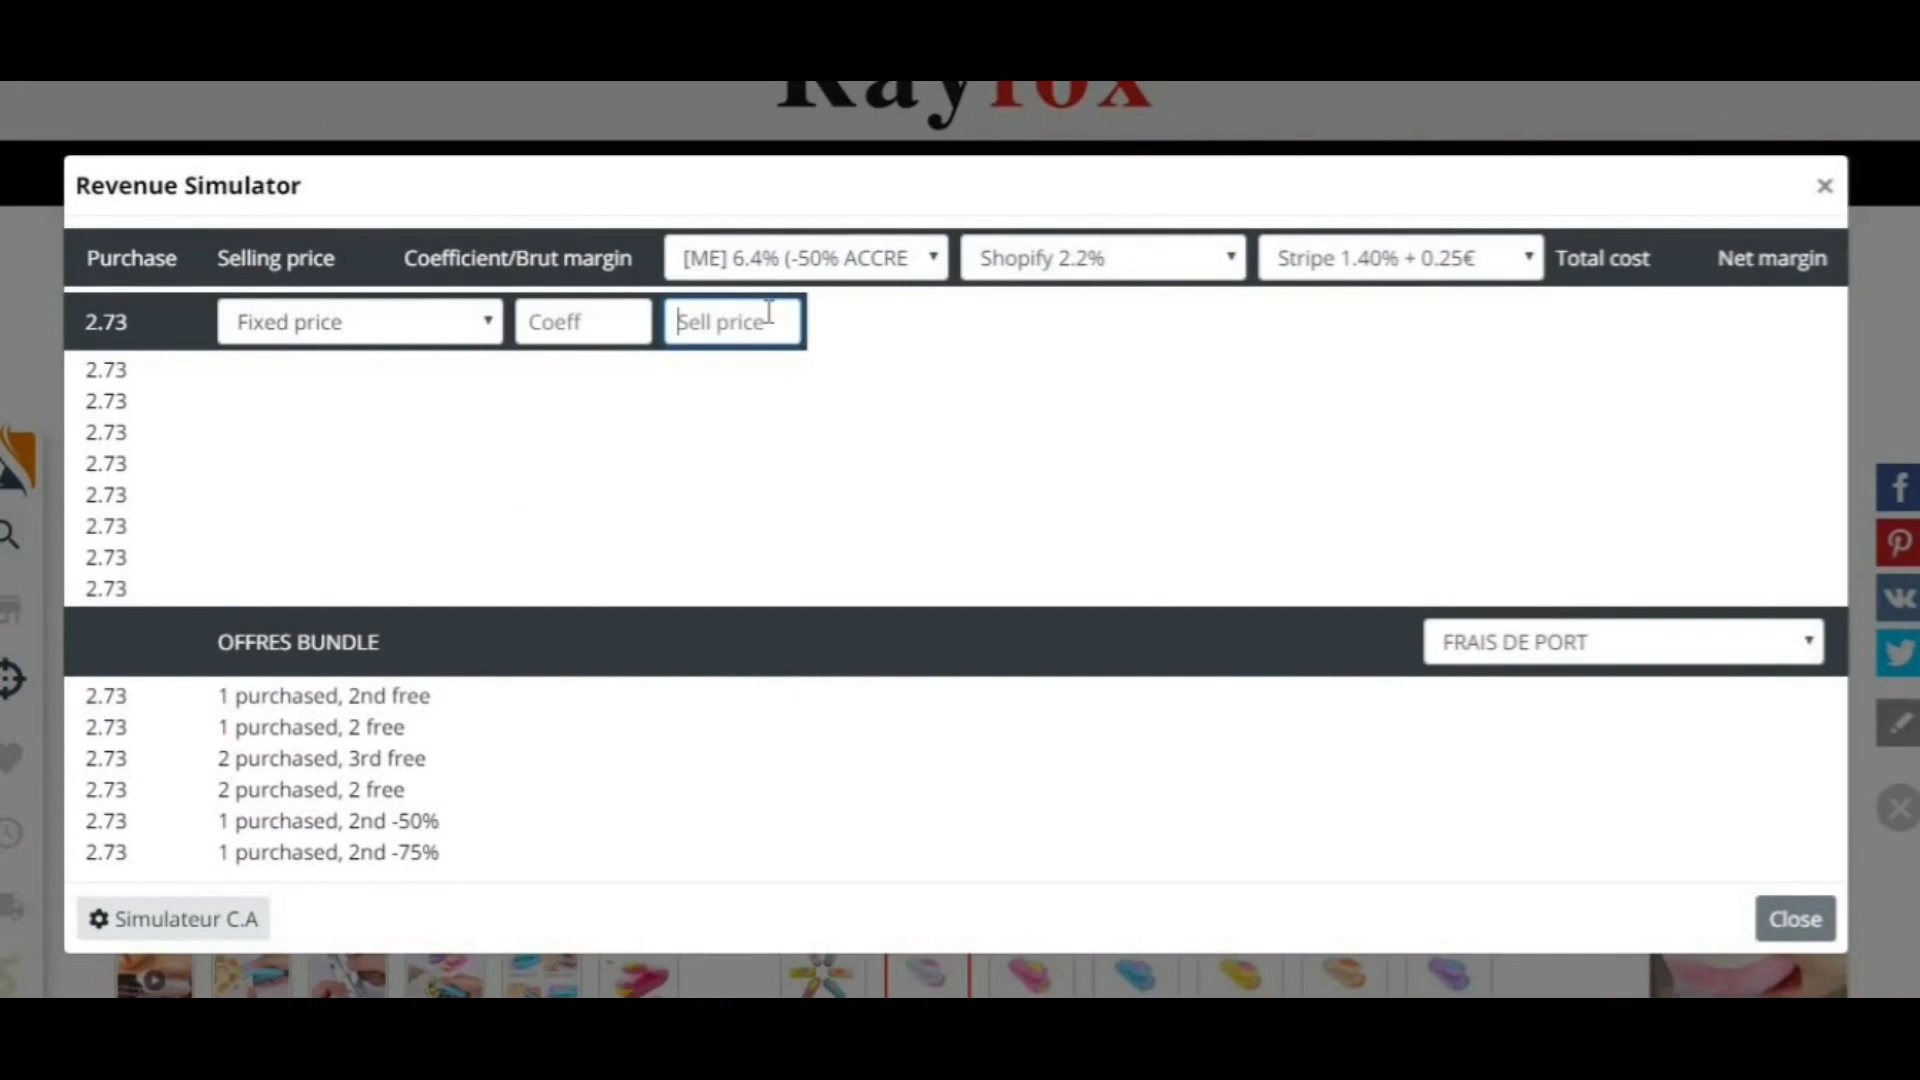 Rayfox
Revenue Simulator ×
Purchase Selling price Coefficient/Brut margin [ME] 6.4% (-50% ACCRE Shopify 2.2% Stripe 1.40% + 0.25€ Total cost Net margin
2.73 Fixed price Coeff Sell price
2.73
2.73
2.73
2.73
2.73
2.73
2.73
2.73
OFFRES BUNDLE FRAIS DE PORT
2.73 1 purchased, 2nd free
2.73 1 purchased, 2 free
2.73 2 purchased, 3rd free
2.73 2 purchased, 2 free
2.73 1 purchased, 2nd -50%
2.73 1 purchased, 2nd -75%
Simulateur C.A Close